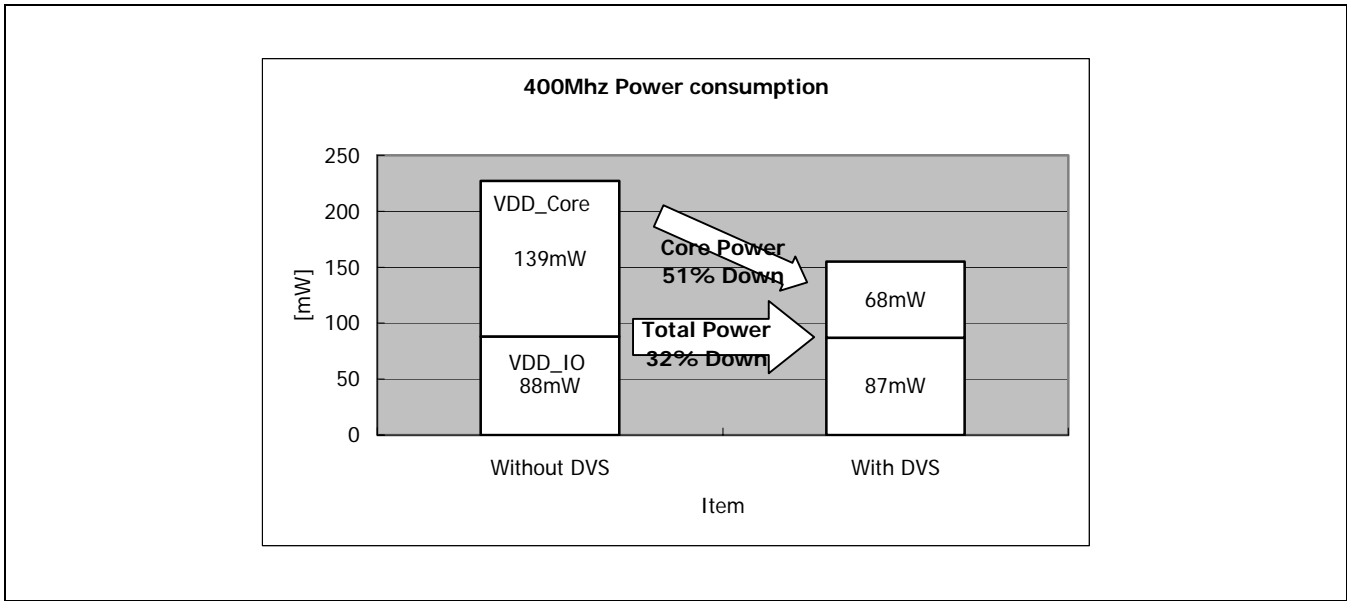 400Mhz Power consumption
250
200
150
100
50
0
[mW]
VDD_Core
139mW
VDD_IO
88mW
Core Power
51% Down
Total Power
32% Down
68mW
87mW
Without DVS
With DVS
Item